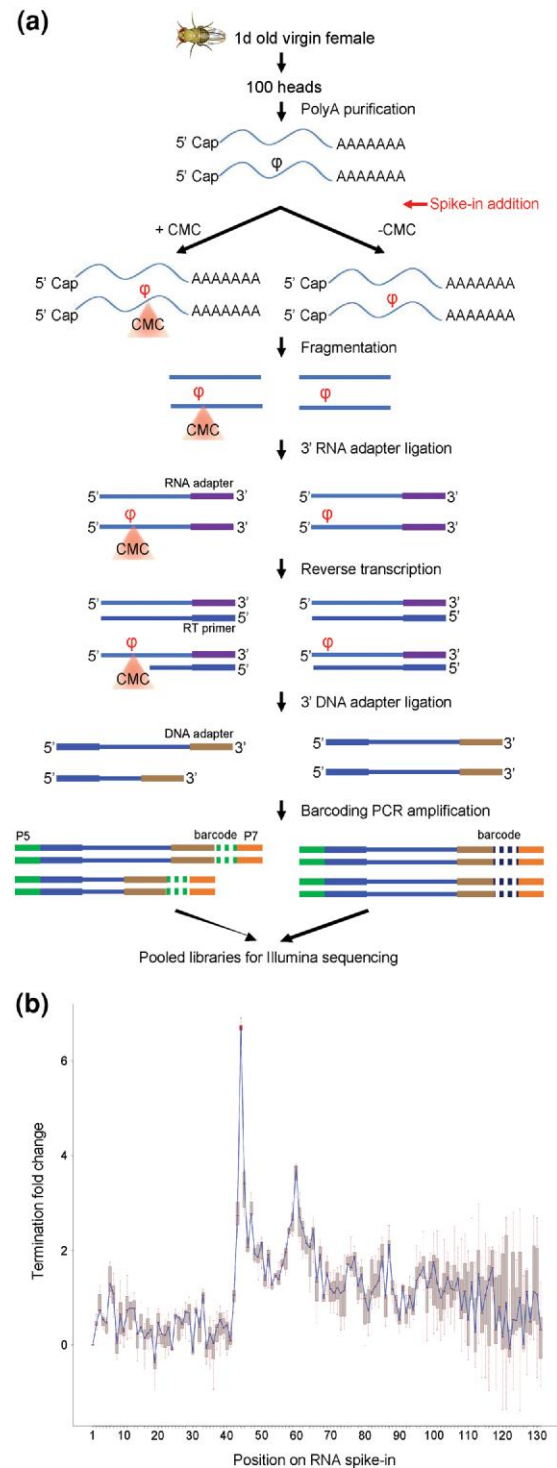 (a)
1d old virgin female
100 heads
PolyA purification
5' Cap AAAAAAA
φ
5' Cap AAAAAAA
Spike-in addition
+ CMC -CMC
5' Cap AAAAAAA 5' Cap AAAAAAA
φ φ
5' Cap AAAAAAA 5' Cap AAAAAAA
CMC
Fragmentation
φ φ
CMC
3' RNA adapter ligation
RNA adapter
5' 3' 5' 3'
φ φ
5' 3' 5' 3'
CMC
Reverse transcription
5' 3' 5' 3'
5' 5'
RT primer
φ φ
5' 3' 5' 3'
CMC 5' 5'
3' DNA adapter ligation
DNA adapter
5' 3' 5' 3'
5' 3' 5' 3'
Barcoding PCR amplification
P5 barcode P7 barcode
Pooled libraries for Illumina sequencing
(b)
Termination fold change
6
4
2
0
1 10 20 30 40 50 60 70 80 90 100 110 120 130
Position on RNA spike-in